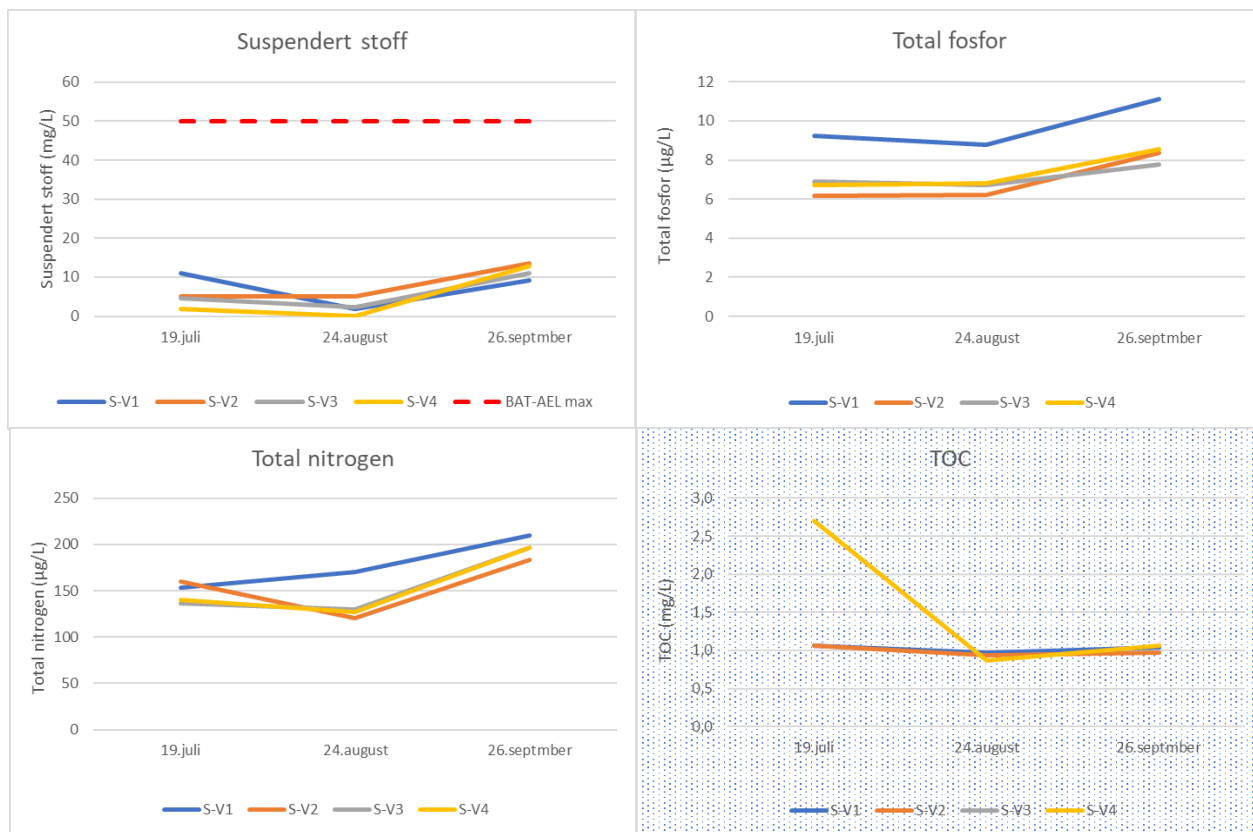 Suspendert stoff
Suspendert stoff (mg/L)
60
50
40
30
20
10
0
19.juli 24.august 26.septmber
S-V1 S-V2 S-V3 S-V4 BAT-AEL max
Total fosfor
Total fosfor (µg/L)
12
10
8
6
4
2
0
19.juli 24.august 26.septmber
S-V1 S-V2 S-V3 S-V4
Total nitrogen
Total nitrogen (µg/L)
250
200
150
100
50
0
19.juli 24.august 26.septmber
S-V1 S-V2 S-V3 S-V4
TOC
TOC (mg/L)
3,0
2,5
2,0
1,5
1,0
0,5
0,0
19.juli 24.august 26.septmber
S-V1 S-V2 S-V3 S-V4